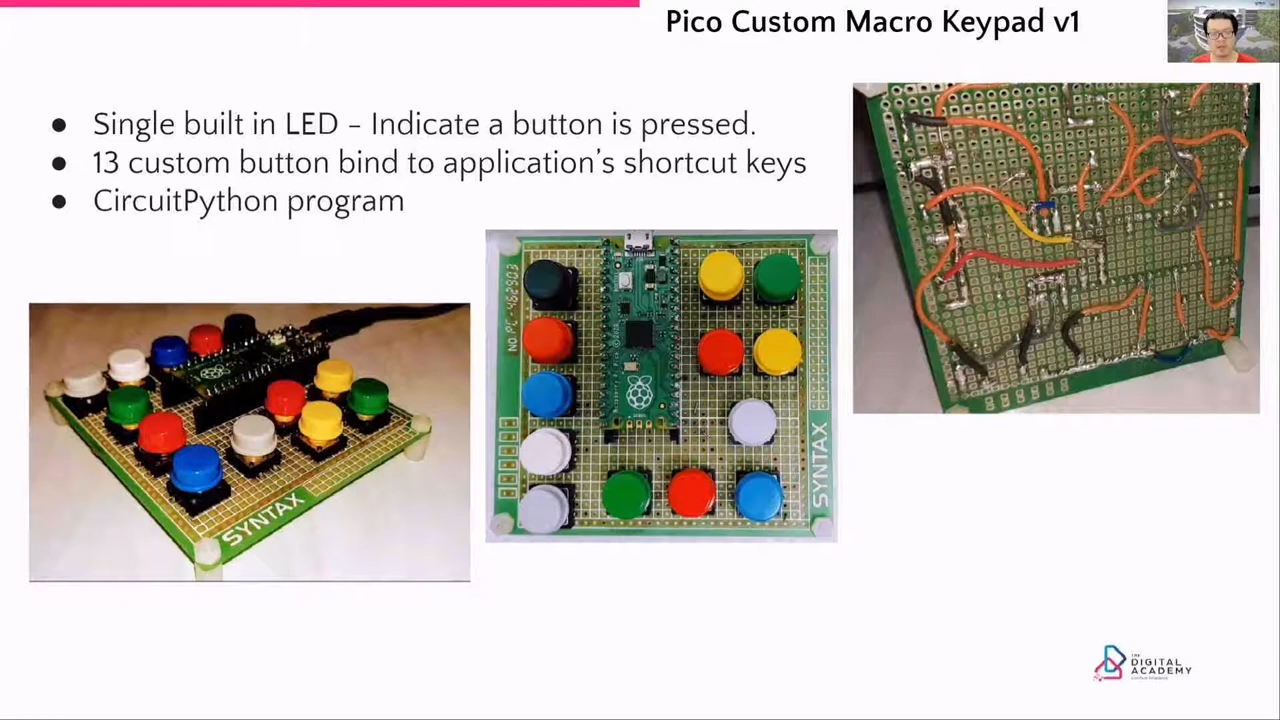 Pico Custom Macro Keypad v1
● Single built in LED – Indicate a button is pressed.
● 13 custom button bind to application's shortcut keys
● CircuitPython program
SYNTAX
SYNTAX
THE
DIGITAL
ACADEMY